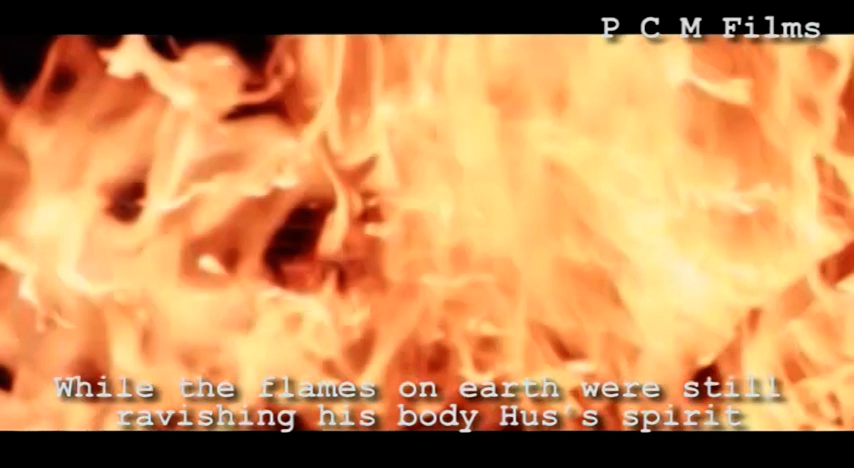 P C M Films
While the flames on earth were still
ravishing his body Hus's spirit